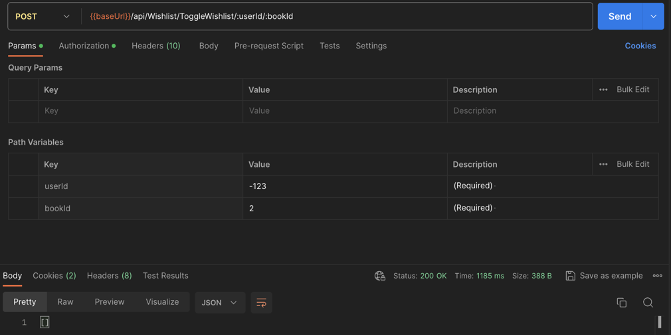 POST {{baseUrl}}/api/Wishlist/ToggleWishlist/:userId/:bookId Send
Params Authorization Headers (10) Body Pre-request Script Tests Settings Cookies
Query Params
Key Value Description ••• Bulk Edit
Key Value Description
Path Variables
Key Value Description ••• Bulk Edit
userId -123 (Required)
bookId 2 (Required)
Body Cookies (2) Headers (8) Test Results Status: 200 OK Time: 1185 ms Size: 388 B Save as example •••
Pretty Raw Preview Visualize JSON
1 []